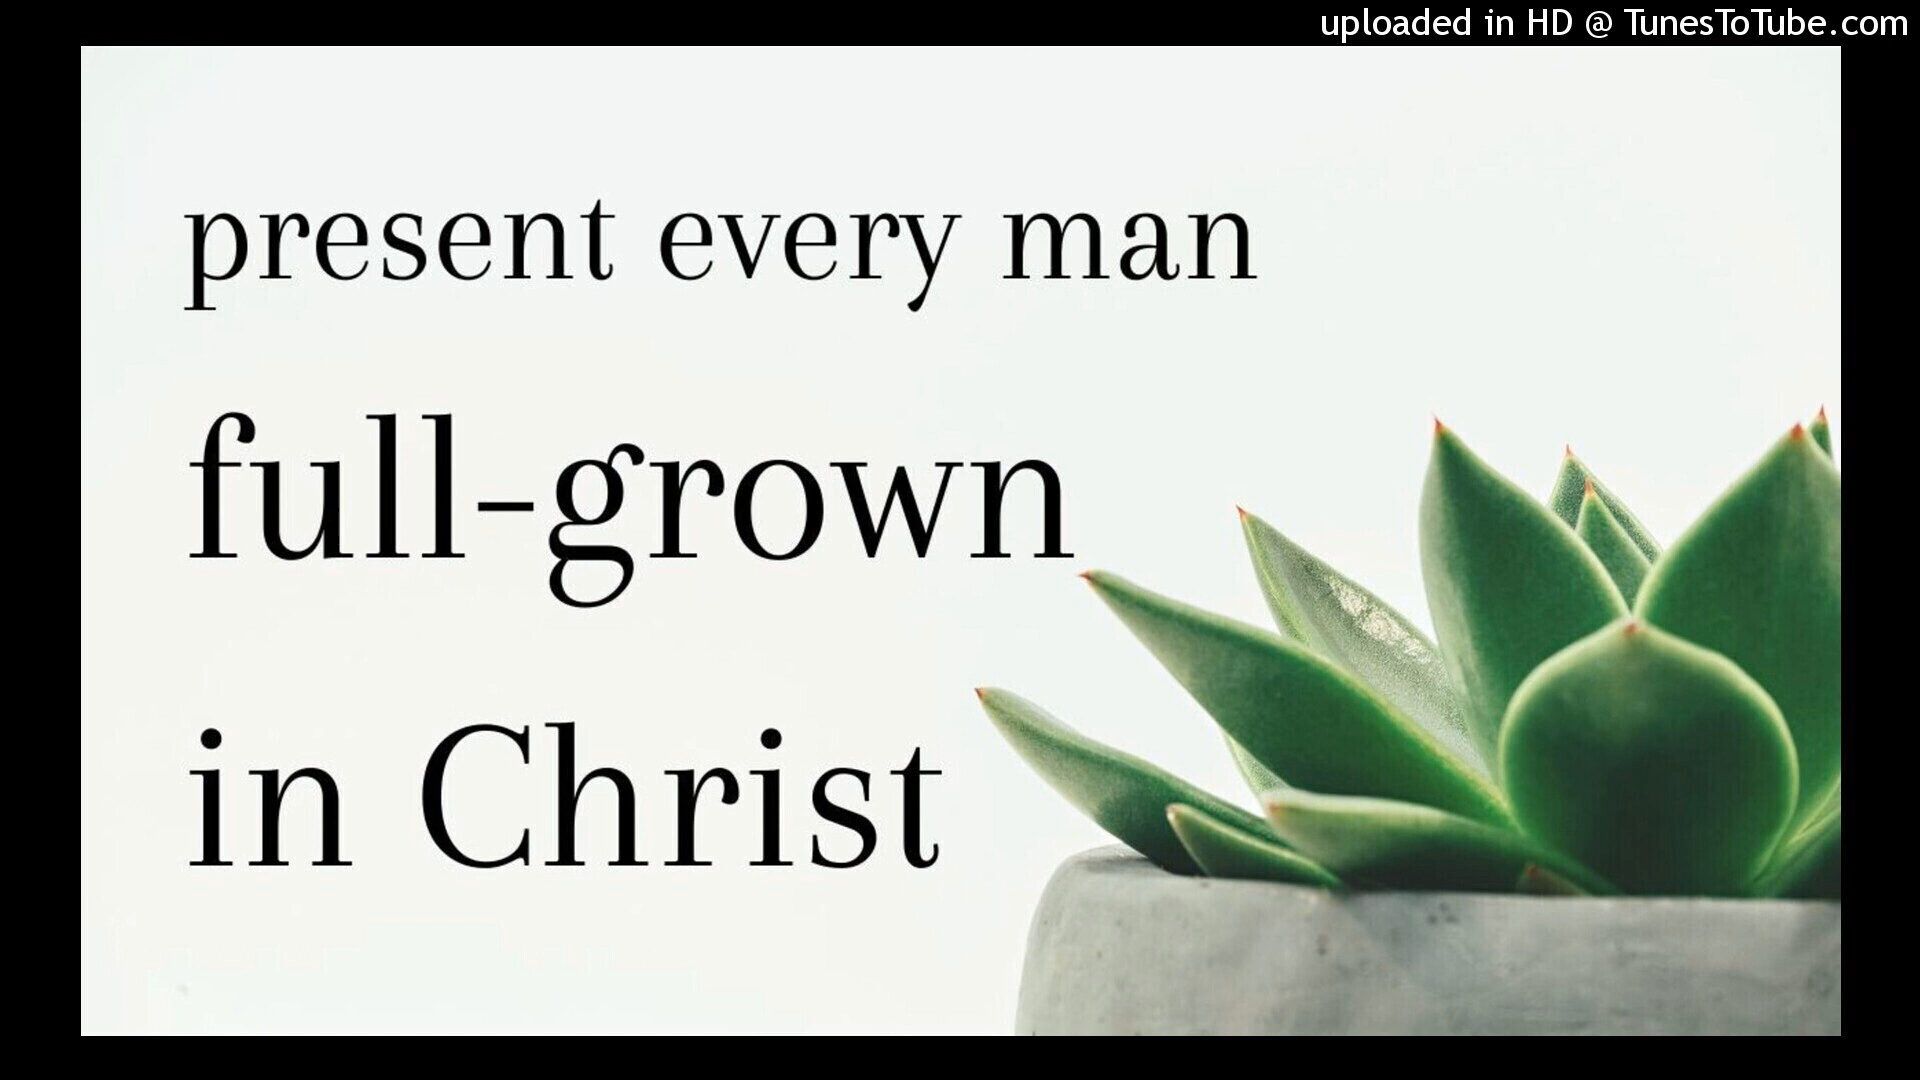 uploaded in HD @ TunesToTube.com
present every man
full-grown
in Christ